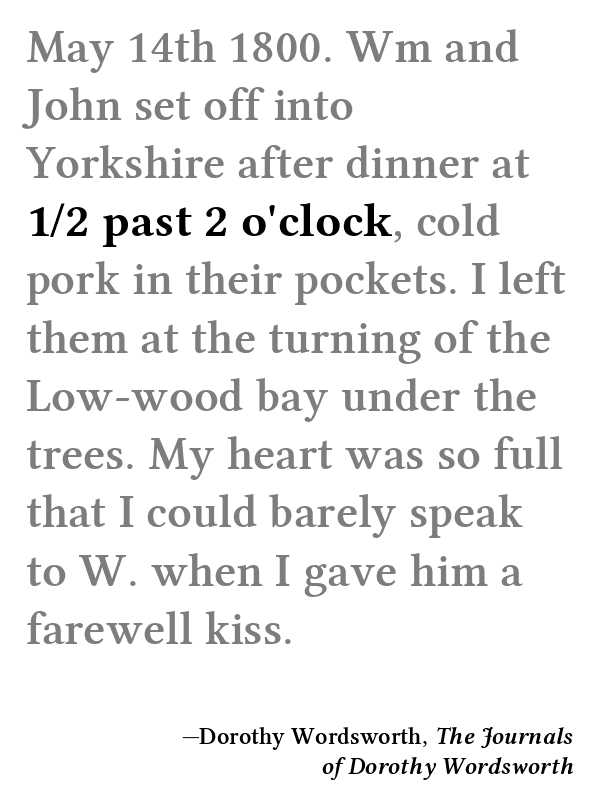 May 14th 1800. Wm and
John set off into
Yorkshire after dinner at
1/2 past 2 o'clock, cold
pork in their pockets. I left
them at the turning of the
Low-wood bay under the
trees. My heart was so full
that I could barely speak
to W. when I gave him a
farewell kiss.
—Dorothy Wordsworth, The Journals
of Dorothy Wordsworth